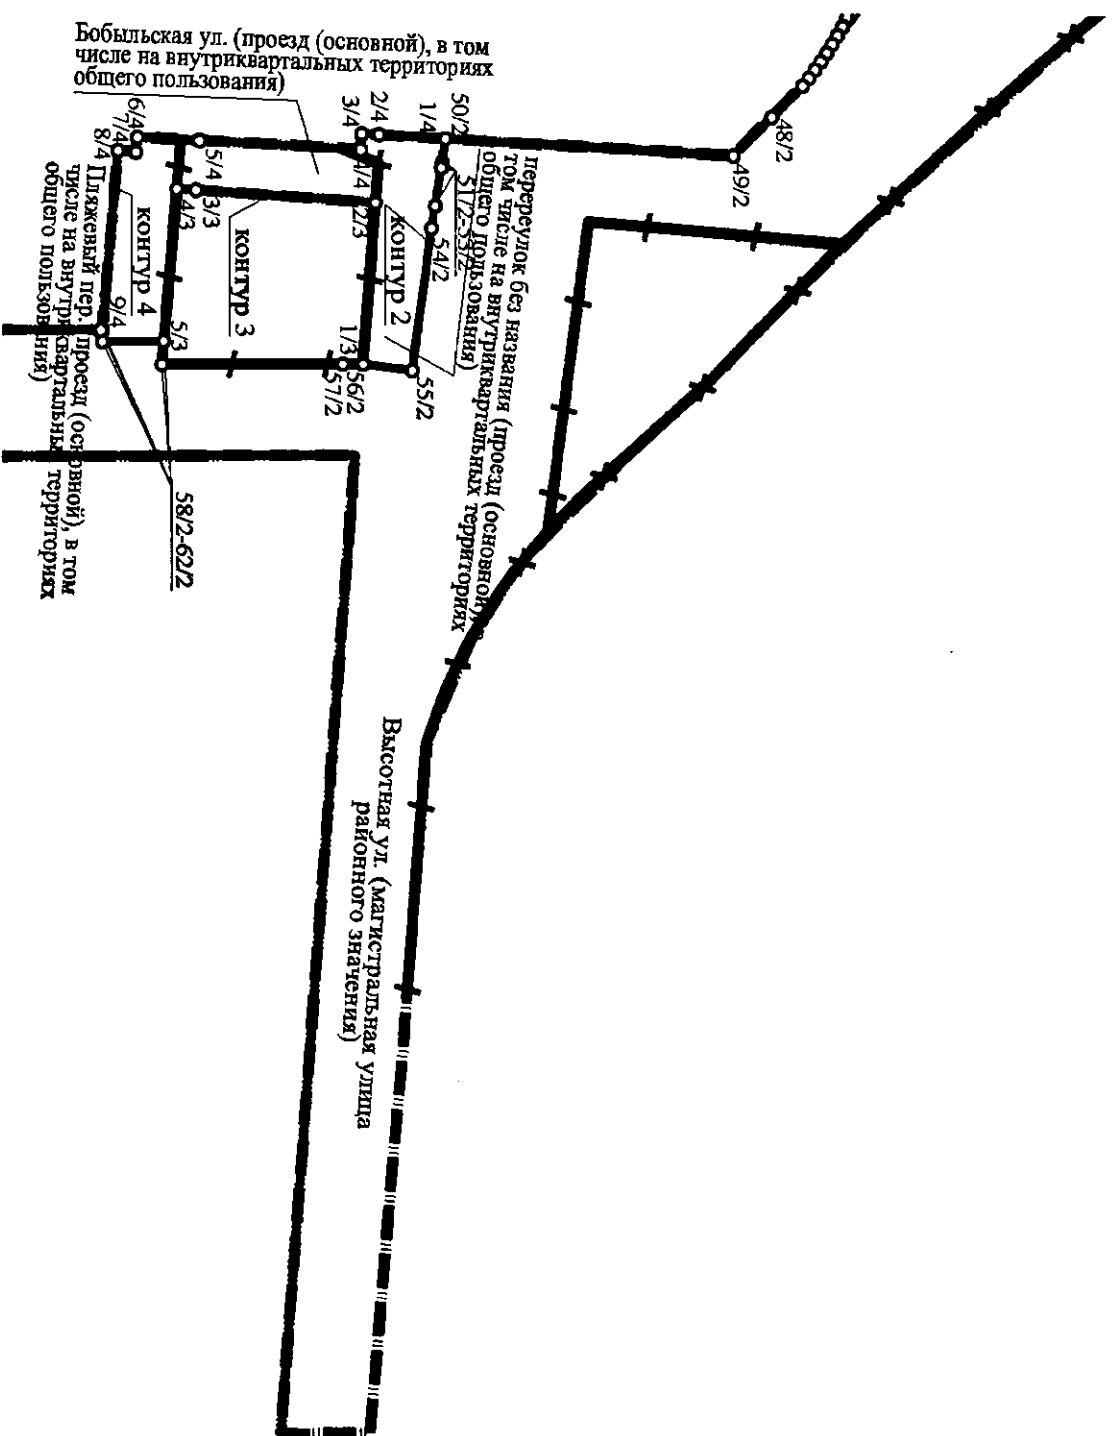 Бобыльская ул. (проезд (основной), в том
числе на внутриквартальных территориях
общего пользования)
48/2
49/2
50/2
1/4
2/4
3/4
4/4
5/4
6/4
7/4
8/4
51/2-53/2
54/2
55/2
56/2
57/2
1/3
2/3
3/3
4/3
5/3
9/4
58/2-62/2
контур 2
контур 3
контур 4
переулок без названия (проезд (основной), в
том числе на внутриквартальных территориях
общего пользования)
Пляжевый пер. (проезд (основной), в том
числе на внутриквартальных территориях
общего пользования)
Высотная ул. (магистральная улица
районного значения)